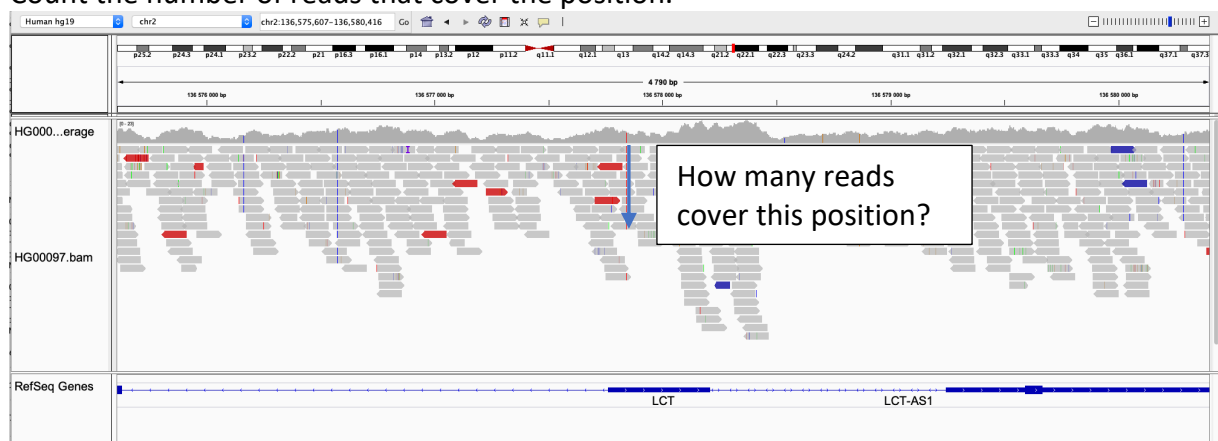 Count the number of reads that cover the position.
Human hg19 chr2 chr2:136,575,607-136,580,416 Go
p25.2 p24.3 p24.1 p23.2 p22.2 p21 p16.3 p16.1 p14 p13.2 p12 p11.2 q11.1 q12.1 q13 q14.2 q14.3 q21.2 q22.1 q22.3 q23.3 q24.2 q31.1 q31.2 q32.1 q32.3 q33.1 q33.3 q34 q35 q36.1 q37.1 q37.3
4 790 bp
136 576 000 bp 136 577 000 bp 136 578 000 bp 136 579 000 bp 136 580 000 bp
HG000...erage
[0 - 23]
How many reads
cover this position?
HG00097.bam
RefSeq Genes
LCT LCT-AS1